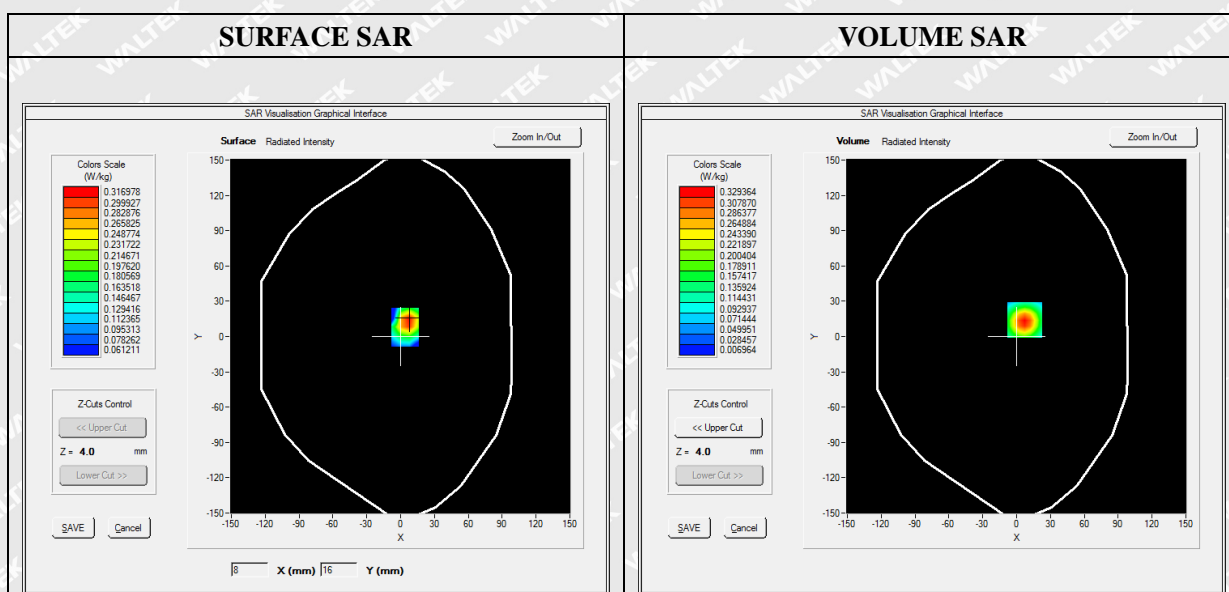 SURFACE SAR
VOLUME SAR
SAR Visualisation Graphical Interface
Surface Radiated Intensity
Zoom In/Out
Colors Scale
(W/kg)
0.316978
0.299927
0.282876
0.265825
0.248774
0.231722
0.214671
0.197620
0.180569
0.163518
0.146467
0.129416
0.112365
0.095313
0.078262
0.061211
Z-Cuts Control
<< Upper Cut
Z = 4.0 mm
Lower Cut >>
SAVE Cancel
150
120
90
60
30
0
-30
-60
-90
-120
-150
Y
-150 -120 -90 -60 -30 0 30 60 90 120 150
X
8 X (mm) 16 Y (mm)
SAR Visualisation Graphical Interface
Volume Radiated Intensity
Zoom In/Out
Colors Scale
(W/kg)
0.329364
0.307870
0.286377
0.264884
0.243390
0.221897
0.200404
0.178911
0.157417
0.135924
0.114431
0.092937
0.071444
0.049951
0.028457
0.006964
Z-Cuts Control
<< Upper Cut
Z = 4.0 mm
Lower Cut >>
SAVE Cancel
150
120
90
60
30
0
-30
-60
-90
-120
-150
Y
-150 -120 -90 -60 -30 0 30 60 90 120 150
X
WALTEK